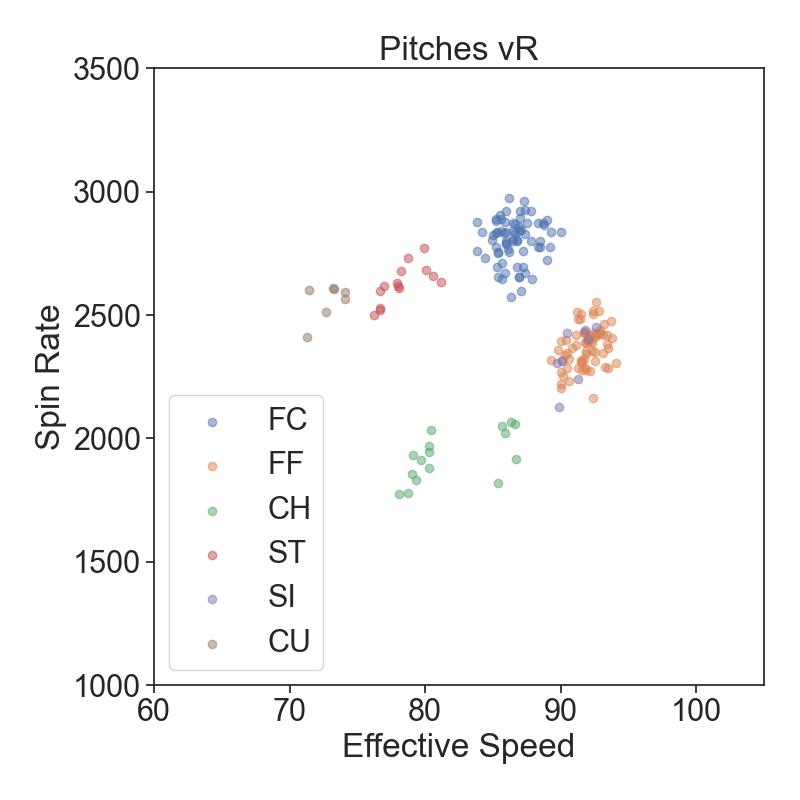 Pitches vR
3500
3000
2500
2000
1500
1000
Spin Rate
FC
FF
CH
ST
SI
CU
60 70 80 90 100
Effective Speed